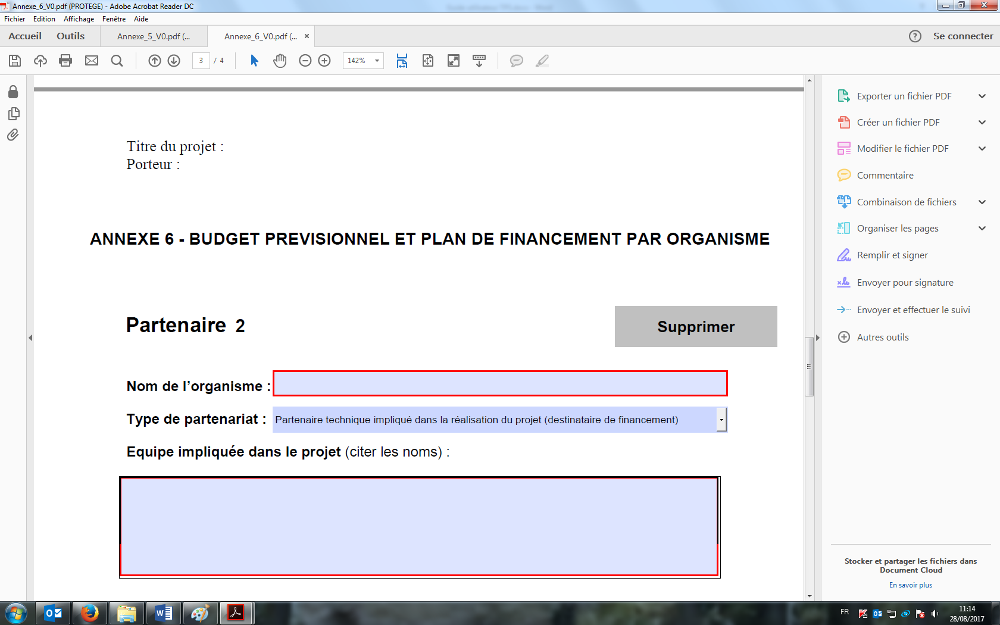 Annexe_6_V0.pdf (PROTEGE) - Adobe Acrobat Reader DC
Fichier Edition Affichage Fenêtre Aide
Accueil Outils Annexe_5_V0.pdf (... Annexe_6_V0.pdf (... × ? Se connecter
3 / 4 142%
Titre du projet :
Porteur :
ANNEXE 6 - BUDGET PREVISIONNEL ET PLAN DE FINANCEMENT PAR ORGANISME
Partenaire 2
Supprimer
Nom de l’organisme :
Type de partenariat : Partenaire technique impliqué dans la réalisation du projet (destinataire de financement)
Equipe impliquée dans le projet (citer les noms) :
Exporter un fichier PDF
Créer un fichier PDF
Modifier le fichier PDF
Commentaire
Combinaison de fichiers
Organiser les pages
Remplir et signer
Envoyer pour signature
Envoyer et effectuer le suivi
Autres outils
Stocker et partager les fichiers dans
Document Cloud
En savoir plus
FR
11:14
28/08/2017